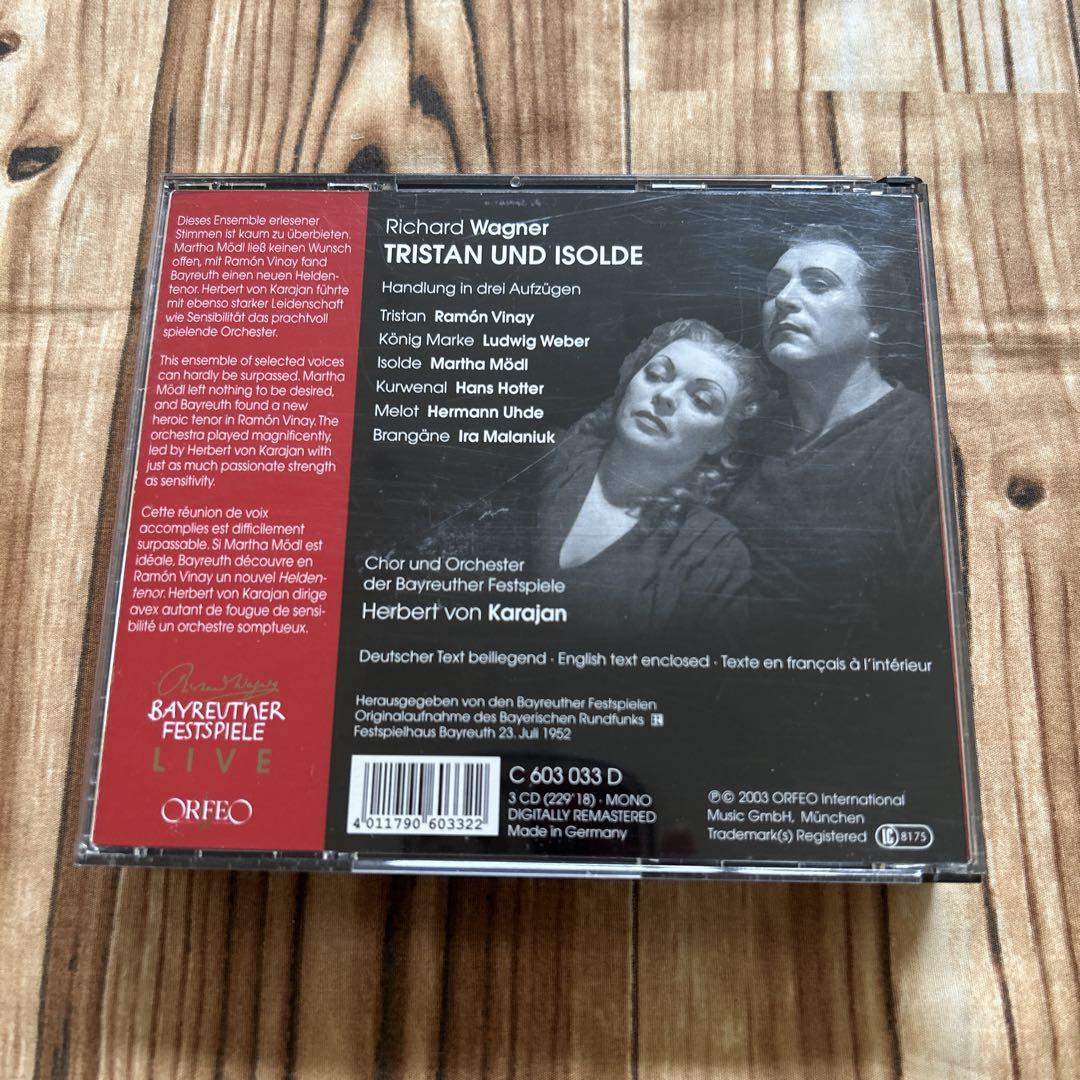 Dieses Ensemble erlesener
Stimmen ist kaum zu überbieten.
Martha Mödl ließ keinen Wunsch
offen, mit Ramón Vinay fand
Bayreuth einen neuen Helden-
tenor. Herbert von Karajan führte
mit ebenso starker Leidenschaft
wie Sensibilität das prachtvoll
spielende Orchester.
This ensemble of selected voices
can hardly be surpassed. Martha
Mödl left nothing to be desired,
and Bayreuth found a new
heroic tenor in Ramón Vinay. The
orchestra played magnificently,
led by Herbert von Karajan with
just as much passionate strength
as sensitivity.
Cette réunion de voix
accomplies est difficilement
surpassable. Si Martha Mödl est
idéale, Bayreuth découvre en
Ramón Vinay un nouvel Helden-
tenor. Herbert von Karajan dirige
avex autant de fougue de sensi-
bilité un orchestre somptueux.
Richard Wagner
BAYREUTHER
FESTSPIELE
LIVE
ORFEO
Richard Wagner
TRISTAN UND ISOLDE
Handlung in drei Aufzügen
Tristan Ramón Vinay
König Marke Ludwig Weber
Isolde Martha Mödl
Kurwenal Hans Hotter
Melot Hermann Uhde
Brangäne Ira Malaniuk
Chor und Orchester
der Bayreuther Festspiele
Herbert von Karajan
Deutscher Text beiliegend · English text enclosed · Texte en français à l'intérieur
Herausgegeben von den Bayreuther Festspielen
Originalaufnahme des Bayerischen Rundfunks
Festspielhaus Bayreuth 23. Juli 1952
4 011790 603322
C 603 033 D
3 CD (229'18) · MONO
DIGITALLY REMASTERED
Made in Germany
℗© 2003 ORFEO International
Music GmbH, München
Trademark(s) Registered LC 8175